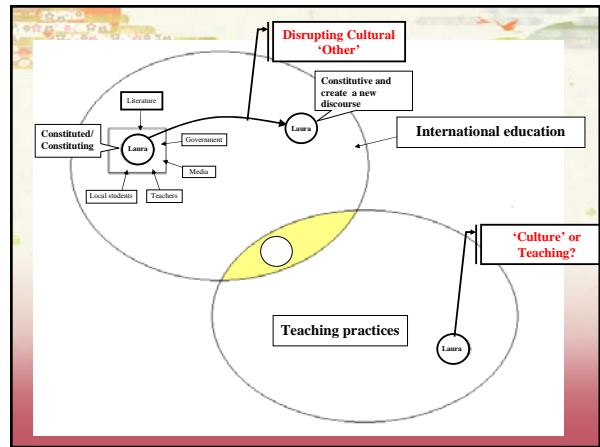 Disrupting Cultural
‘Other’
Constitutive and
create a new
discourse
Literature
Constituted/
Constituting
Laura
Government
Media
Local students
Teachers
Laura
International education
‘Culture’ or
Teaching?
Teaching practices
Laura